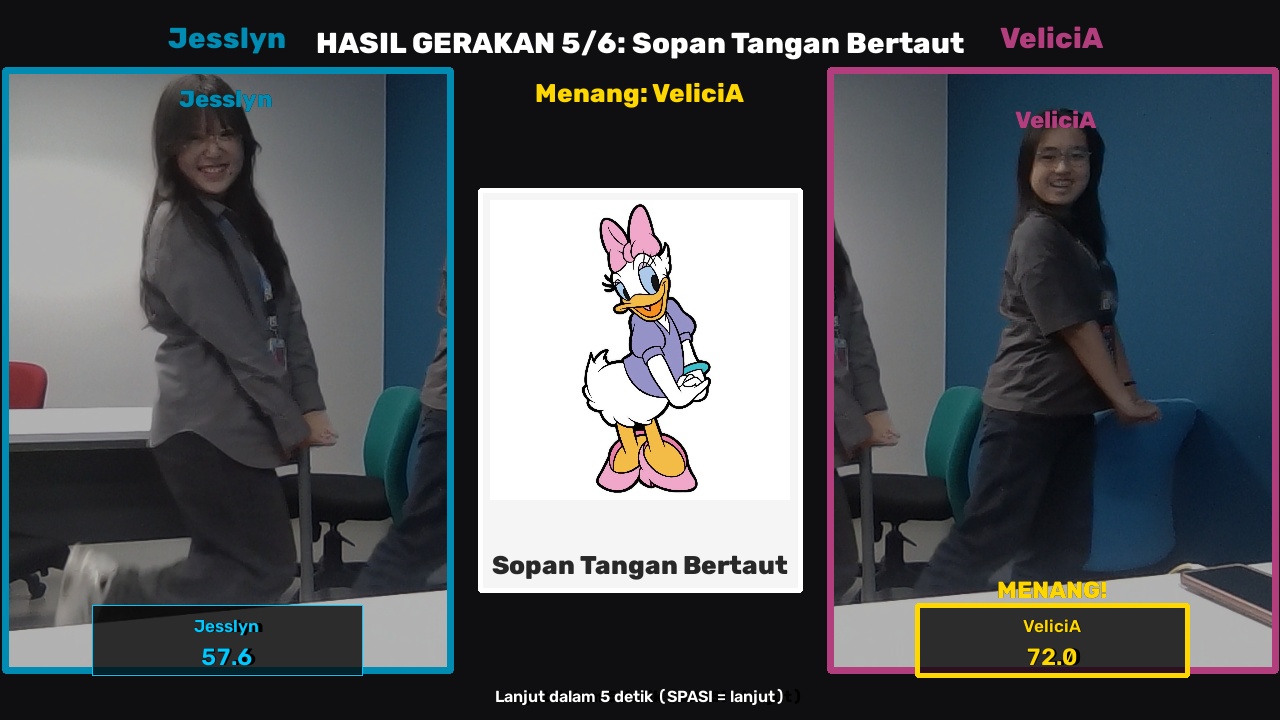 Jesslyn
HASIL GERAKAN 5/6: Sopan Tangan Bertaut
VeliciA
Menang: VeliciA
Jesslyn
VeliciA
Sopan Tangan Bertaut
MENANG!
Jesslyn
57.6
VeliciA
72.0
Lanjut dalam 5 detik (SPASI = lanjut)